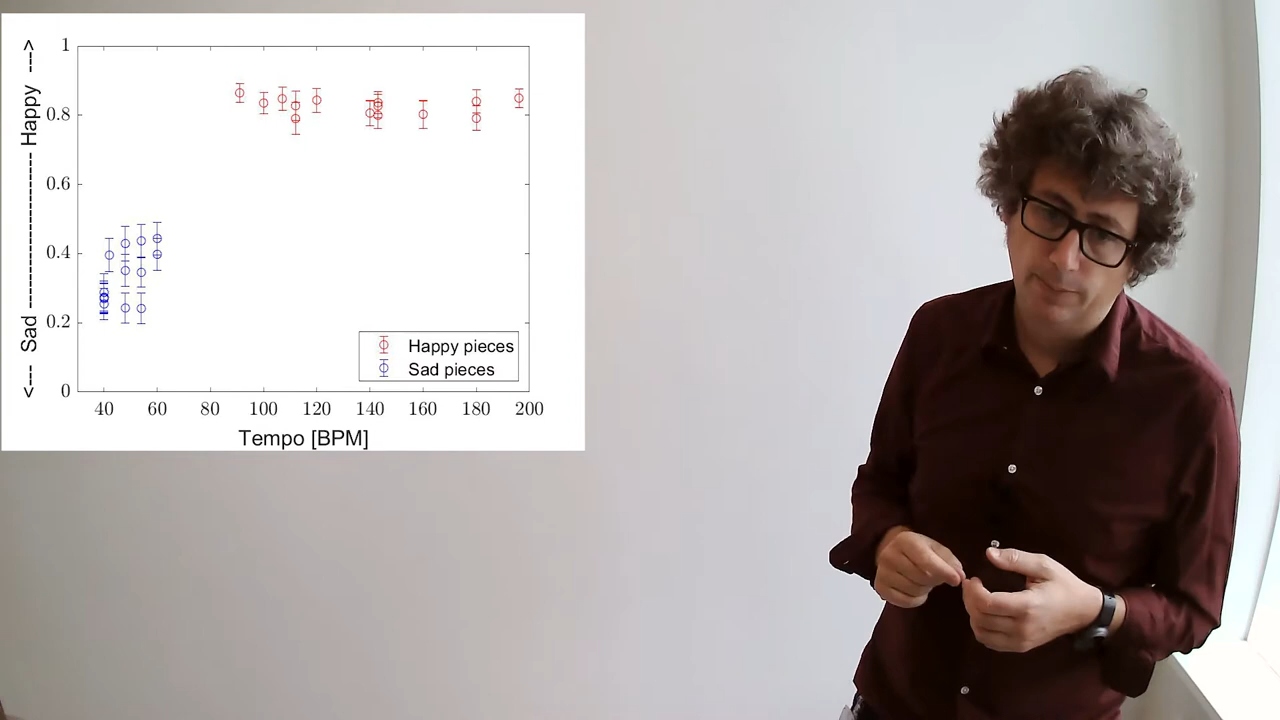 <--- Sad ----------------------- Happy --->
1
0.8
0.6
0.4
0.2
0
40 60 80 100 120 140 160 180 200
Tempo [BPM]
Happy pieces
Sad pieces